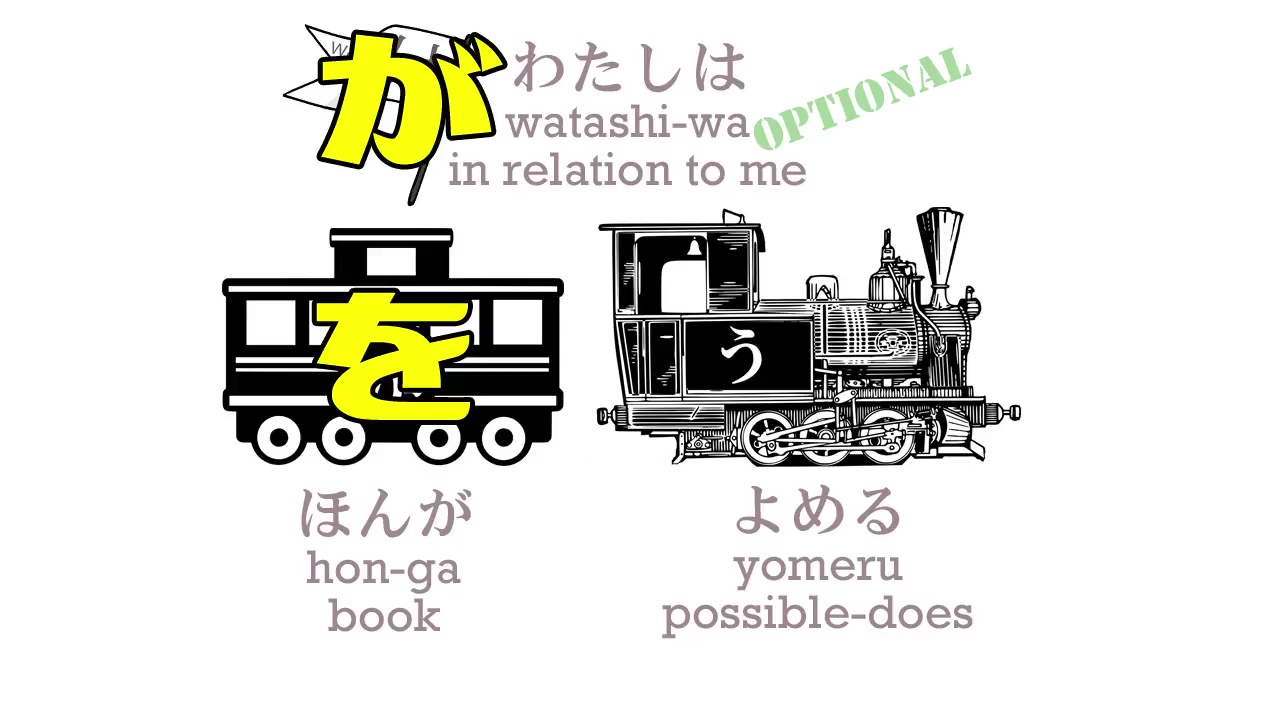 が
わたしは
OPTIONAL
watashi-wa
in relation to me
を
う
ほんが
よめる
hon-ga
yomeru
book
possible-does